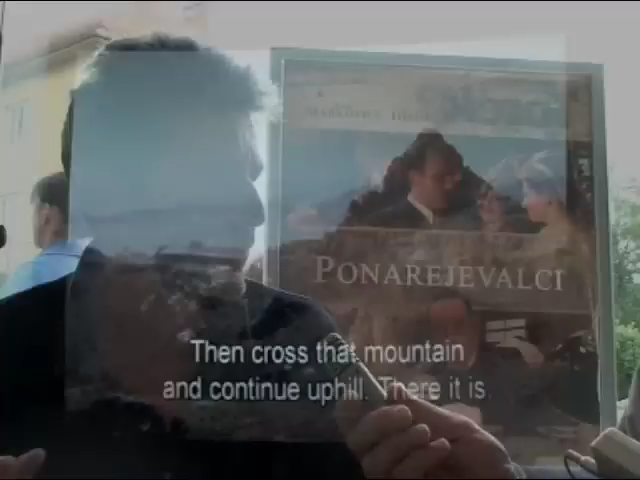 PONAREJEVALCI
Then cross that mountain
and continue uphill. There it is.